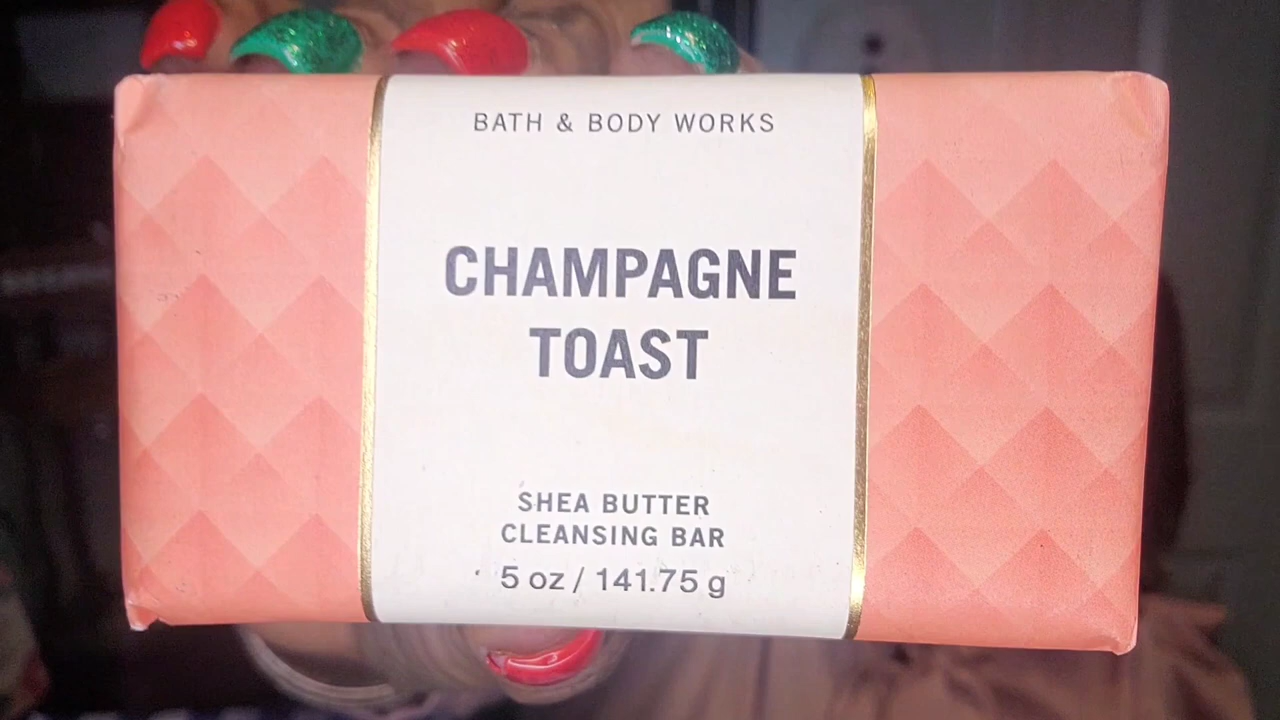 BATH & BODY WORKS
CHAMPAGNE
TOAST
SHEA BUTTER
CLEANSING BAR
5 oz / 141.75 g